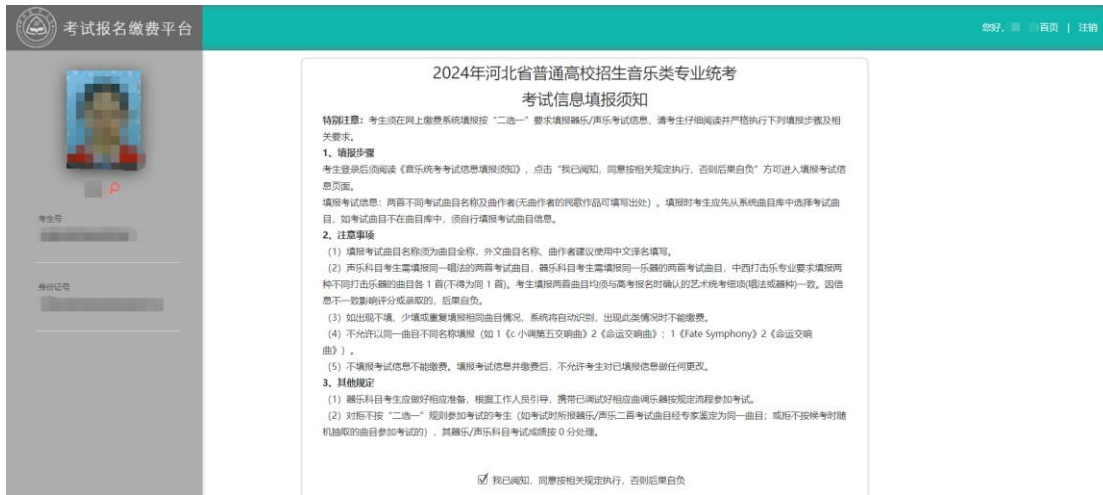 考试报名缴费平台
您好, 首页 | 注销
考生号
身份证号
2024年河北省普通高校招生音乐类专业统考
考试信息填报须知
特别注意：考生须在网上缴费系统填报按“二选一”要求填报器乐/声乐考试信息，请考生仔细阅读并严格执行下列填报步骤及相
关要求。
1、填报步骤
考生登录后须阅读《音乐统考考试信息填报须知》，点击“我已阅知，同意按相关规定执行，否则后果自负”方可进入填报考试信
息页面。
填报考试信息：两首不同考试曲目名称及曲作者(无曲作者的民歌作品可填写出处)。填报时考生应先从系统曲目库中选择考试曲
目，如考试曲目不在曲目库中，须自行填报考试曲目信息。
2、注意事项
（1）填报考试曲目名称须为曲目全称，外文曲目名称、曲作者建议使用中文译名填写。
（2）声乐科目考生需填报同一唱法的两首考试曲目，器乐科目考生需填报同一乐器的两首考试曲目，中西打击乐专业要求填报两
种不同打击乐器的曲目各 1 首(不得为同 1 首)。考生填报两首曲目均须与高考报名时确认的艺术统考细项(唱法或器种)一致。因信
息不一致影响评分或录取的，后果自负。
（3）如出现不填、少填或重复填报相同曲目情况，系统将自动识别，出现此类情况时不能缴费。
（4）不允许以同一曲目不同名称填报（如 1《c 小调第五交响曲》2《命运交响曲》；1《Fate Symphony》2《命运交响
曲》）。
（5）不填报考试信息不能缴费。填报考试信息并缴费后，不允许考生对已填报信息做任何更改。
3、其他规定
（1）器乐科目考生应做好相应准备，根据工作人员引导，携带已调试好相应曲调乐器按规定流程参加考试。
（2）对拒不按“二选一”规则参加考试的考生（如考试时所报器乐/声乐二首考试曲目经专家鉴定为同一曲目；或拒不按候考时随
机抽取的曲目参加考试的），其器乐/声乐科目考试成绩按 0 分处理。
我已阅知，同意按相关规定执行，否则后果自负